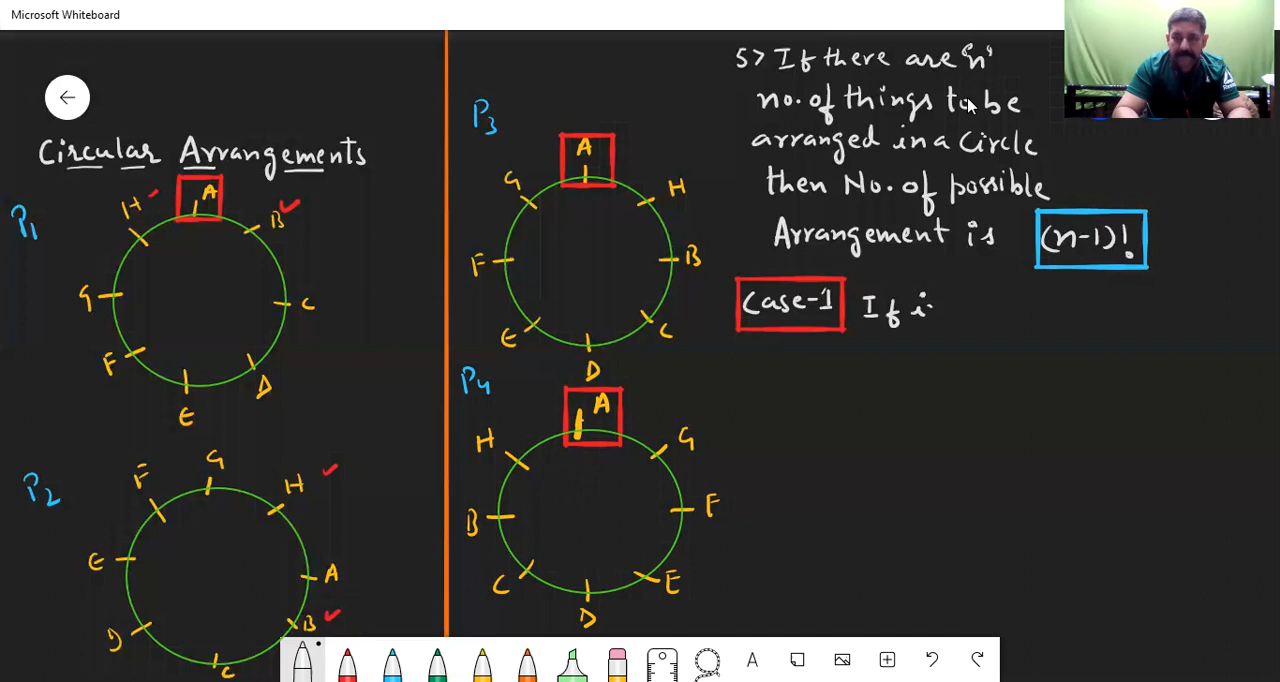 Microsoft Whiteboard
Circular Arrangements
P1
A
B
C
D
E
F
G
H
P2
G
H
A
B
C
D
E
F
P3
A
H
B
C
D
E
F
G
P4
A
G
F
E
D
C
B
H
5> If there are 'n'
no. of things to be
arranged in a Circle
then No. of possible
Arrangement is (n-1)!
Case-1 If i
A